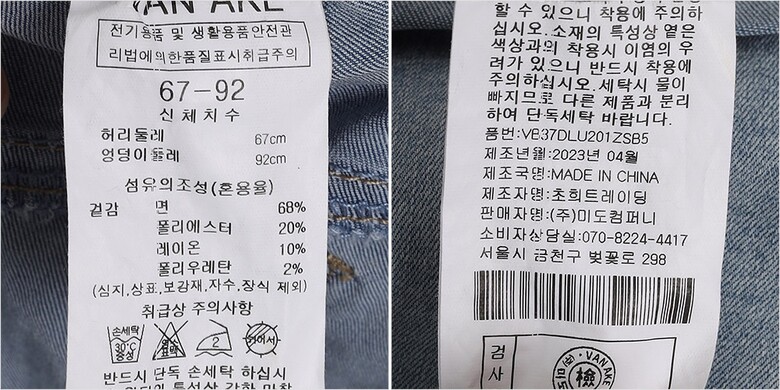 VAN AKE
전기용품 및 생활용품안전관
리법에의한품질표시취급주의
67-92
신체치수
허리둘레 67cm
엉덩이둘레 92cm
섬유의조성(혼용율)
겉감 면 68%
폴리에스터 20%
레이온 10%
폴리우레탄 2%
(심지,상표,보강재,자수,장식 제외)
취급상 주의사항
손세탁
30℃
중성
2
드라이
반드시 단독 손세탁 하십시
할 수 있으니 착용에 주의하
십시오. 소재의 특성상 옅은
색상과의 착용시 이염의 우
려가 있으니 반드시 착용에
주의하십시오. 세탁시 물이
빠지므로 다른 제품과 분리
하여 단독세탁 바랍니다.
품번:VB37DLU201ZSB5
제조년월:2023년 04월
제조국명:MADE IN CHINA
제조자명:초희트레이딩
판매자명:(주)미도컴퍼니
소비자상담실:070-8224-4417
서울시 금천구 벚꽃로 298
검
사
VAN AKE
檢